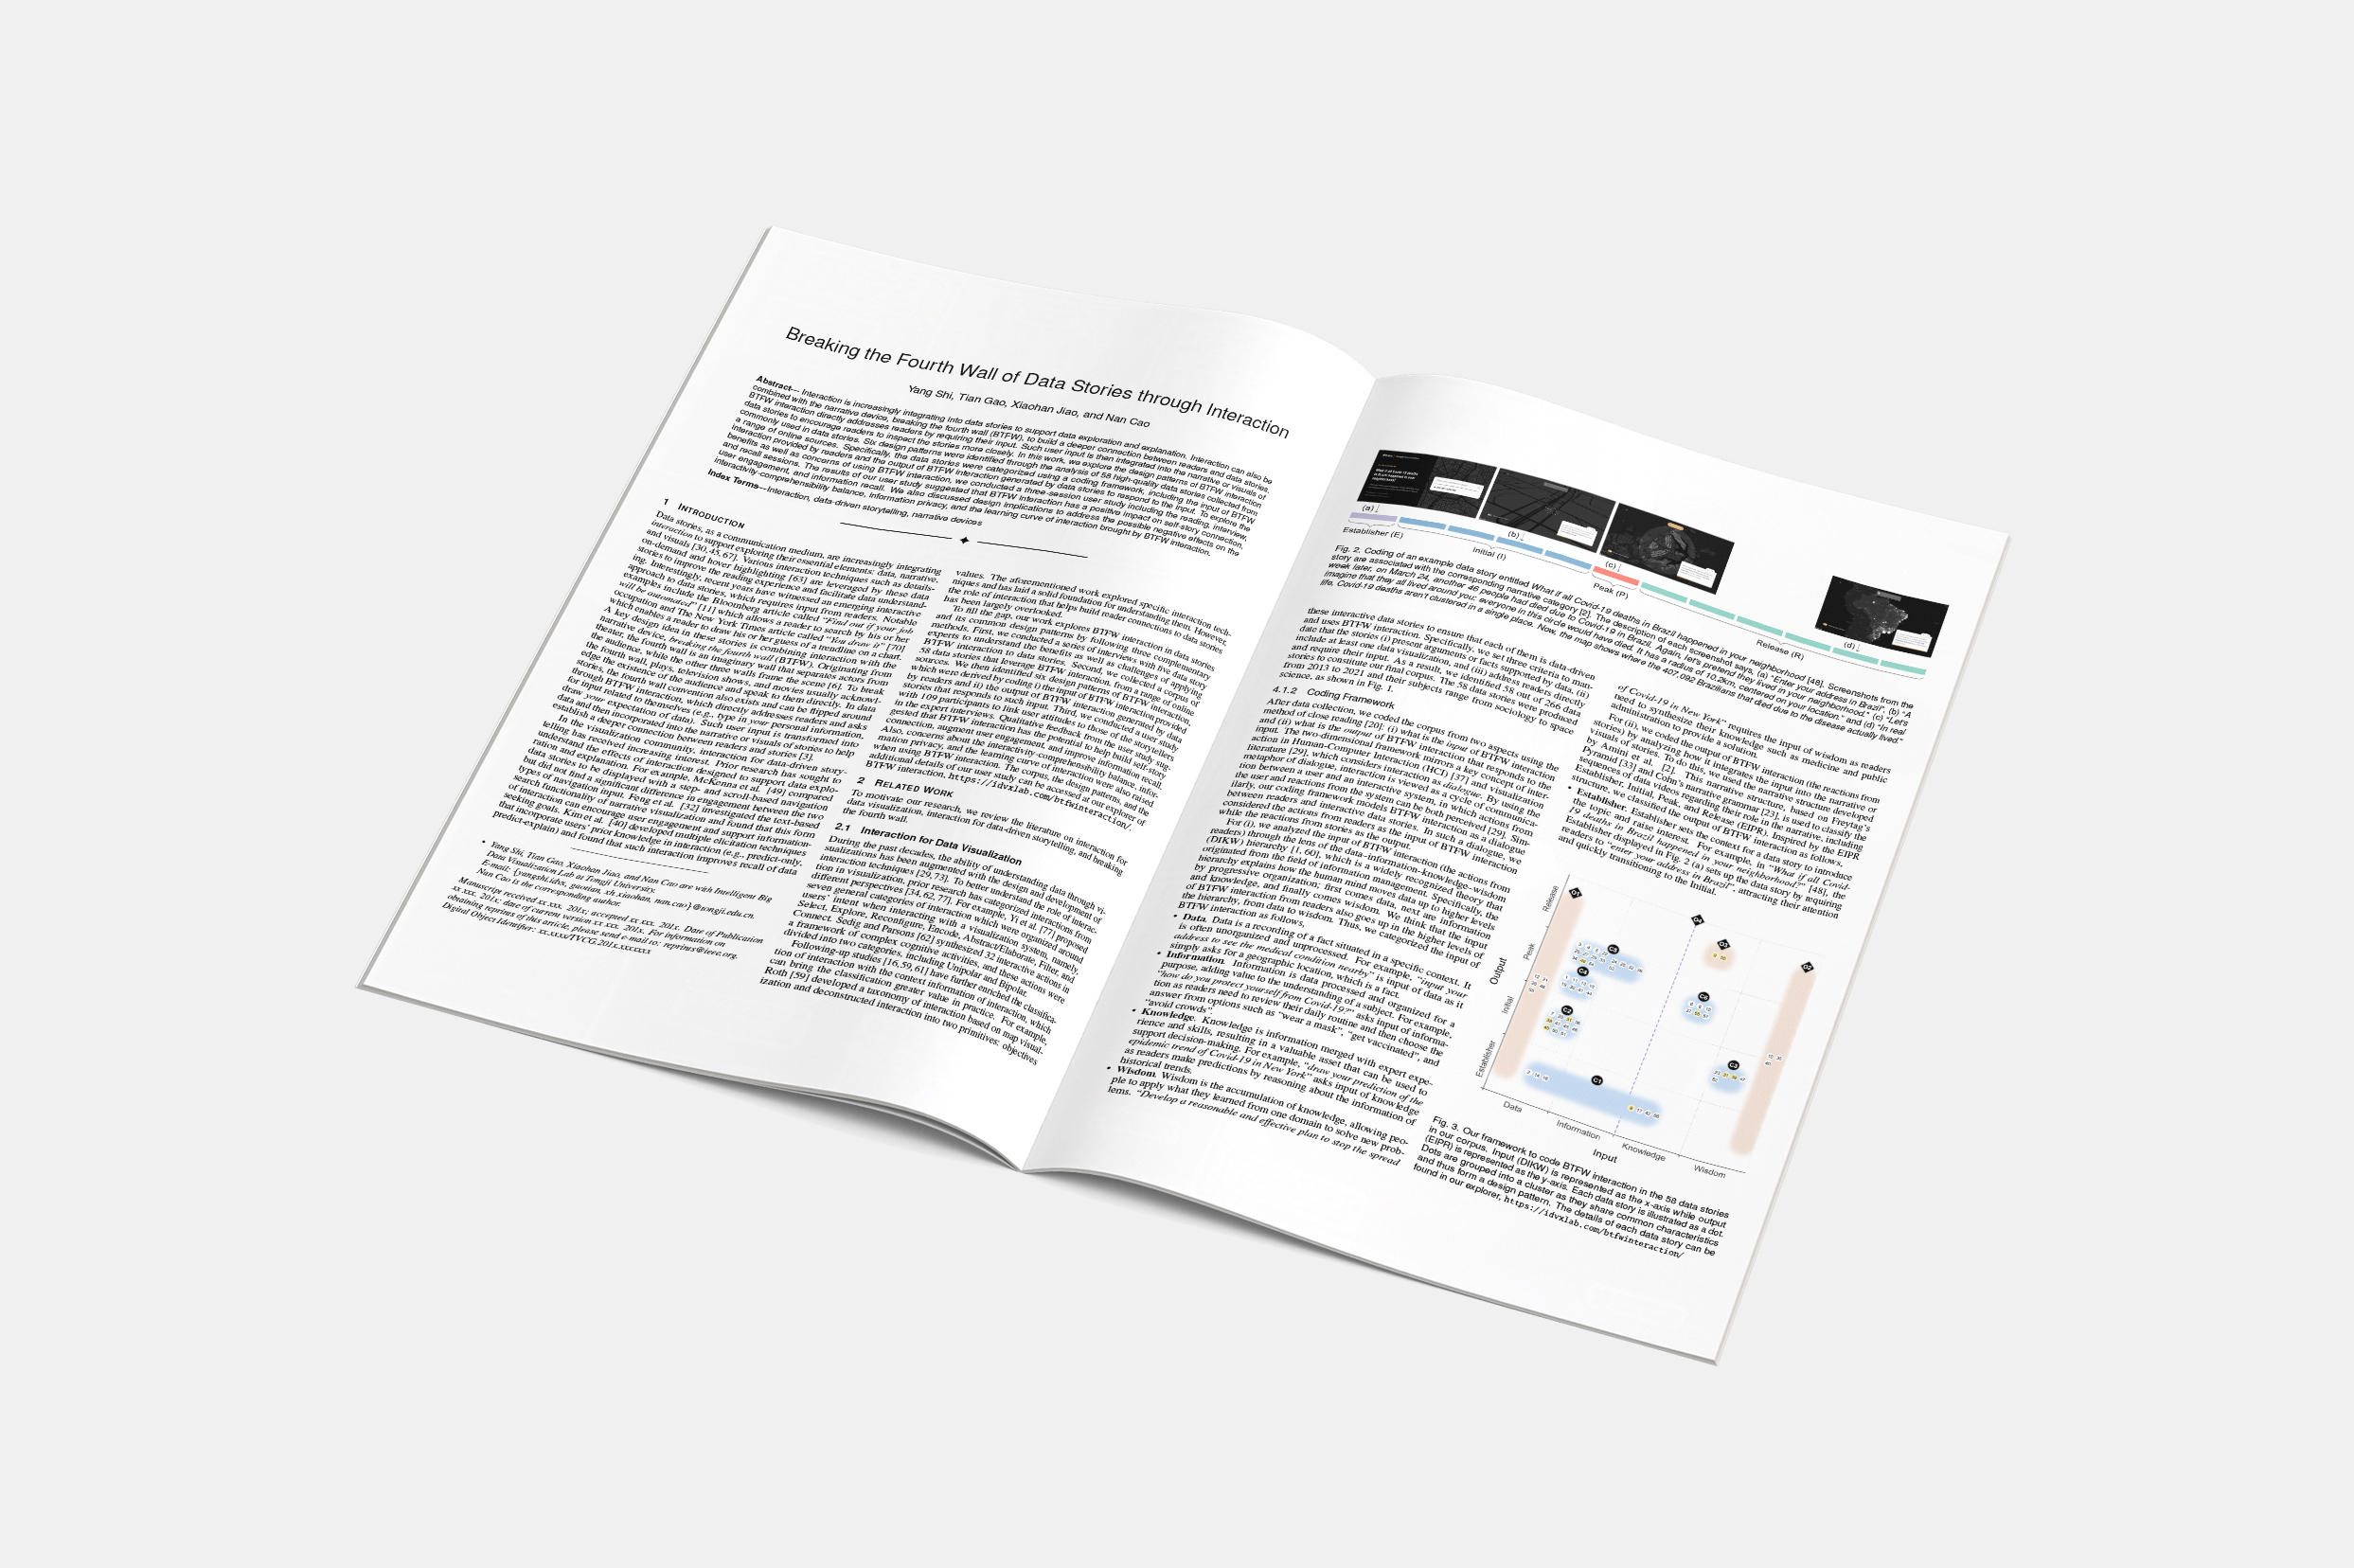 Breaking the Fourth Wall of Data Stories through Interaction
Yang Shi, Tian Gao, Xiaohan Jiao, and Nan Cao
Abstract— Interaction is increasingly integrating into data stories to support data exploration and explanation. Interaction can also be
combined with the narrative device, breaking the fourth wall (BTFW), to build a deeper connection between readers and data stories.
BTFW interaction directly addresses readers by requiring their input. Such user input is then integrated into the narrative or visuals of
data stories to encourage readers to inspect the stories more closely. In this work, we explore the design patterns of BTFW interaction
commonly used in data stories. Six design patterns were identified through the analysis of 58 high-quality data stories collected from
a range of online sources. Specifically, the data stories were categorized using a coding framework, including the input of BTFW
interaction provided by readers and the output of BTFW interaction generated by data stories to respond to the input. To explore the
benefits as well as concerns of using BTFW interaction, we conducted a three-session user study including the reading, interview,
and recall sessions. The results of our user study suggested that BTFW interaction has a positive impact on self-story connection,
user engagement, and information recall. We also discussed design implications to address the possible negative effects on the
interactivity-comprehensibility balance, information privacy, and the learning curve of interaction brought by BTFW interaction.
Index Terms—Interaction, data-driven storytelling, narrative devices
1 INTRODUCTION
Data stories, as a communication medium, are increasingly integrating
interaction to support exploring their essential elements: data, narrative,
and visuals [30,45,67]. Various interaction techniques such as details-
on-demand and hover highlighting [63] are leveraged by these data
stories to improve the reading experience and facilitate data understand-
ing. Interestingly, recent years have witnessed an emerging interactive
approach to data stories, which requires input from readers. Notable
examples include the Bloomberg article called "Find out if your job
will be automated" [11] which allows a reader to search by his or her
occupation and The New York Times article called "You draw it" [70]
which enables a reader to draw his or her guess of a trendline on a chart.
A key design idea in these stories is combining interaction with the
narrative device, breaking the fourth wall (BTFW). Originating from
theater, the fourth wall is an imaginary wall that separates actors from
the audience, while the other three walls frame the scene [6]. To break
the fourth wall, plays, television shows, and movies usually acknowl-
edge the existence of the audience and speak to them directly. In data
stories, the fourth wall convention also exists and can be flipped around
through BTFW interaction, which directly addresses readers and asks
for input related to themselves (e.g., type in your personal information,
draw your expectation of data). Such user input is transformed into
data and then incorporated into the narrative or visuals of stories to help
establish a deeper connection between readers and stories [3].
In the visualization community, interaction for data-driven story-
telling has received increasing interest. Prior research has sought to
understand the effects of interaction designed to support data explo-
ration and explanation. For example, McKenna et al. [49] compared
data stories to be displayed with a step- and scroll-based navigation
but did not find a significant difference in engagement between the two
types of navigation input. Feng et al. [32] investigated the text-based
search functionality of narrative visualization and found that this form
of interaction can encourage user engagement and support information-
seeking goals. Kim et al. [40] developed multiple elicitation techniques
that incorporate users' prior knowledge in interaction (e.g., predict-only,
predict-explain) and found that such interaction improves recall of data
• Yang Shi, Tian Gao, Xiaohan Jiao, and Nan Cao are with Intelligent Big
Data Visualization Lab at Tongji University.
E-mail: {yangshi.idvx, gaotian, xh.xiaohan, nan.cao}@tongji.edu.cn.
Nan Cao is the corresponding author.
Manuscript received xx xxx. 201x; accepted xx xxx. 201x. Date of Publication
xx xxx. 201x; date of current version xx xxx. 201x. For information on
obtaining reprints of this article, please send e-mail to: reprints@ieee.org.
Digital Object Identifier: xx.xxxx/TVCG.201x.xxxxxxx
values. The aforementioned work explored specific interaction tech-
niques and has laid a solid foundation for understanding them. However,
the role of interaction that helps build reader connections to data stories
has been largely overlooked.
To fill the gap, our work explores BTFW interaction in data stories
and its common design patterns by following three complementary
methods. First, we conducted a series of interviews with five data story
experts to understand the benefits as well as challenges of applying
BTFW interaction to data stories. Second, we collected a corpus of
58 data stories that leverage BTFW interaction, from a range of online
sources. We then identified six design patterns of BTFW interaction,
which were derived by coding i) the input of BTFW interaction provided
by readers and ii) the output of BTFW interaction generated by data
stories that responds to such input. Third, we conducted a user study
with 109 participants to link user attitudes to those of the storytellers
in the expert interviews. Qualitative feedback from the user study sug-
gested that BTFW interaction has the potential to help build self-story
connection, augment user engagement, and improve information recall.
Also, concerns about the interactivity-comprehensibility balance, infor-
mation privacy, and the learning curve of interaction were also raised
when using BTFW interaction. The corpus, the design patterns, and the
additional details of our user study can be accessed at our explorer of
BTFW interaction, https://idvxlab.com/btfwinteraction/.
2 RELATED WORK
To motivate our research, we review the literature on interaction for
data visualization, interaction for data-driven storytelling, and breaking
the fourth wall.
2.1 Interaction for Data Visualization
During the past decades, the ability of understanding data through vi-
sualizations has been augmented with the design and development of
interaction techniques [29,73]. To better understand the role of interac-
tion in visualization, prior research has categorized interactions from
different perspectives [34,62,77]. For example, Yi et al. [77] proposed
seven general categories of interaction which were organized around
users' intent when interacting with a visualization system, namely,
Select, Explore, Reconfigure, Encode, Abstract/Elaborate, Filter, and
Connect. Sedig and Parsons [62] synthesized 32 interactive actions in
a framework of complex cognitive activities, and these actions were
divided into two categories, including Unipolar and Bipolar.
Following-up studies [16,59,61] have further enriched the classifica-
tion of interaction with the context information of interaction, which
can bring the classification greater value in practice. For example,
Roth [59] developed a taxonomy of interaction based on map visual-
ization and deconstructed interaction into two primitives: objectives
(a)
(b)
(c)
(d)
Establisher (E)
Initial (I)
Peak (P)
Release (R)
Fig. 2. Coding of an example data story entitled What if all Covid-19 deaths in Brazil happened in your neighborhood [48]. Screenshots from the
story are associated with the corresponding narrative category [2]. The description of each screenshot says, (a) "Enter your address in Brazil", (b) "A
week later, on March 24, another 46 people had died due to Covid-19 in Brazil. Again, let's pretend they lived in your neighborhood." (c) "Let's
imagine that they all lived around you: everyone in this circle would have died. It has a radius of 10.2km, centered on your location." and (d) "In real
life, Covid-19 deaths aren't clustered in a single place. Now, the map shows where the 407,092 Brazilians that died due to the disease actually lived."
these interactive data stories to ensure that each of them is data-driven
and uses BTFW interaction. Specifically, we set three criteria to man-
date that the stories (i) present arguments or facts supported by data, (ii)
include at least one data visualization, and (iii) address readers directly
and require their input. As a result, we identified 58 out of 266 data
stories to constitute our final corpus. The 58 data stories were produced
from 2013 to 2021 and their subjects range from sociology to space
science, as shown in Fig. 1.
4.1.2 Coding Framework
After data collection, we coded the corpus from two aspects using the
method of close reading [20]: (i) what is the input of BTFW interaction
and (ii) what is the output of BTFW interaction that responds to the
input. The two-dimensional framework mirrors a key concept of inter-
action in Human-Computer Interaction (HCI) [37] and visualization
literature [29], which considers interaction as dialogue. By using the
metaphor of dialogue, interaction is viewed as a cycle of communica-
tion between a user and an interactive system, in which actions from
the user and reactions from the system can be both perceived [29]. Sim-
ilarly, our coding framework models BTFW interaction as a dialogue
between readers and interactive data stories. In such a dialogue, we
considered the actions from readers as the input of BTFW interaction
while the reactions from stories as the output.
For (i), we analyzed the input of BTFW interaction (the actions from
readers) through the lens of the data–information–knowledge–wisdom
(DIKW) hierarchy [1, 60], which is a widely recognized theory that
originated from the field of information management. Specifically, the
hierarchy explains how the human mind moves data up to higher levels
by progressive organization; first comes data, next are information
and knowledge, and finally comes wisdom. We think that the input
of BTFW interaction from readers also goes up in the higher levels of
the hierarchy, from data to wisdom. Thus, we categorized the input of
BTFW interaction as follows,
• Data. Data is a recording of a fact situated in a specific context. It
is often unorganized and unprocessed. For example, "input your
address to see the medical condition nearby" is input of data as it
simply asks for a geographic location, which is a fact.
• Information. Information is data processed and organized for a
purpose, adding value to the understanding of a subject. For example,
"how do you protect yourself from Covid-19?" asks input of informa-
tion as readers need to review their daily routine and then choose the
answer from options such as "wear a mask", "get vaccinated", and
"avoid crowds".
• Knowledge. Knowledge is information merged with expert expe-
rience and skills, resulting in a valuable asset that can be used to
support decision-making. For example, "draw your prediction of the
epidemic trend of Covid-19 in New York" asks input of knowledge
as readers make predictions by reasoning about the information of
historical trends.
• Wisdom. Wisdom is the accumulation of knowledge, allowing peo-
ple to apply what they learned from one domain to solve new prob-
lems. "Develop a reasonable and effective plan to stop the spread
of Covid-19 in New York" requires the input of wisdom as readers
need to synthesize their knowledge such as medicine and public
administration to provide a solution.
For (ii), we coded the output of BTFW interaction (the reactions from
stories) by analyzing how it integrates the input into the narrative or
visuals of stories. To do this, we used the narrative structure developed
by Amini et al. [2]. This narrative structure, based on Freytag's
Pyramid [33] and Cohn's narrative grammar [23], is used to classify the
sequences of data videos regarding their role in the narrative, including
Establisher, Initial, Peak, and Release (EIPR). Inspired by the EIPR
structure, we classified the output of BTFW interaction as follows,
• Establisher. Establisher sets the context for a data story to introduce
the topic and raise interest. For example, in "What if all Covid-
19 deaths in Brazil happened in your neighborhood?" [48], the
Establisher displayed in Fig. 2 (a) sets up the data story by requiring
readers to "enter your address in Brazil", attracting their attention
and quickly transitioning to the Initial.
Output
Release
Peak
Initial
Establisher
Data
Information
Knowledge
Wisdom
Input
C1
C2
C3
C4
C5
C6
Fig. 3. Our framework to code BTFW interaction in the 58 data stories
in our corpus. Input (DIKW) is represented as the x-axis while output
(EIPR) is represented as the y-axis. Each data story is illustrated as a dot.
Dots are grouped into a cluster as they share common characteristics
and thus form a design pattern. The details of each data story can be
found in our explorer, https://idvxlab.com/btfwinteraction/